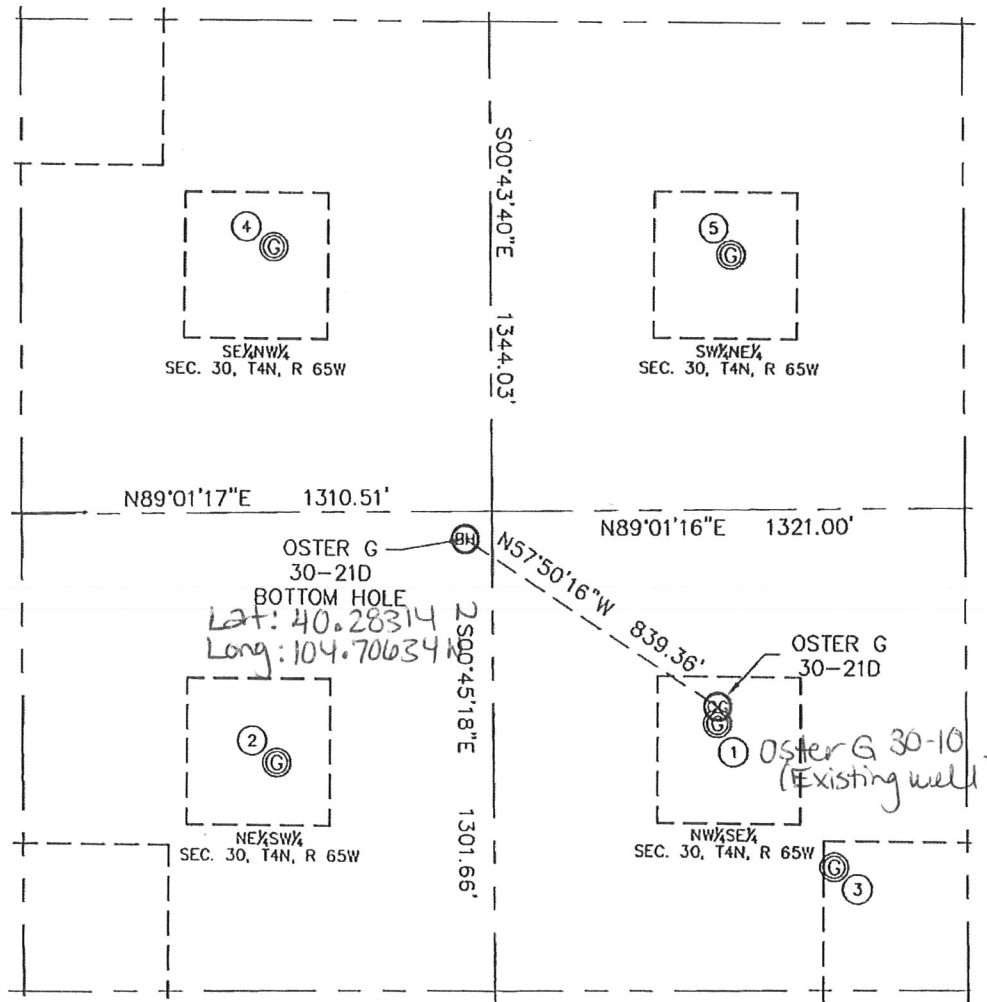 S00°43'40"E 1344.03'
4
G
5
G
SE¼NW¼
SEC. 30, T4N, R 65W
SW¼NE¼
SEC. 30, T4N, R 65W
N89°01'17"E 1310.51'
N89°01'16"E 1321.00'
OSTER G
30-21D
BOTTOM HOLE
BH
Lat: 40.28314 N
Long: 104.70634
N57°50'16"W 839.36'
S00°45'18"E 1301.66'
OSTER G
30-21D
G
1
Oster G 30-10
(Existing well
2
G
NE¼SW¼
SEC. 30, T4N, R 65W
NW¼SE¼
SEC. 30, T4N, R 65W
G
3